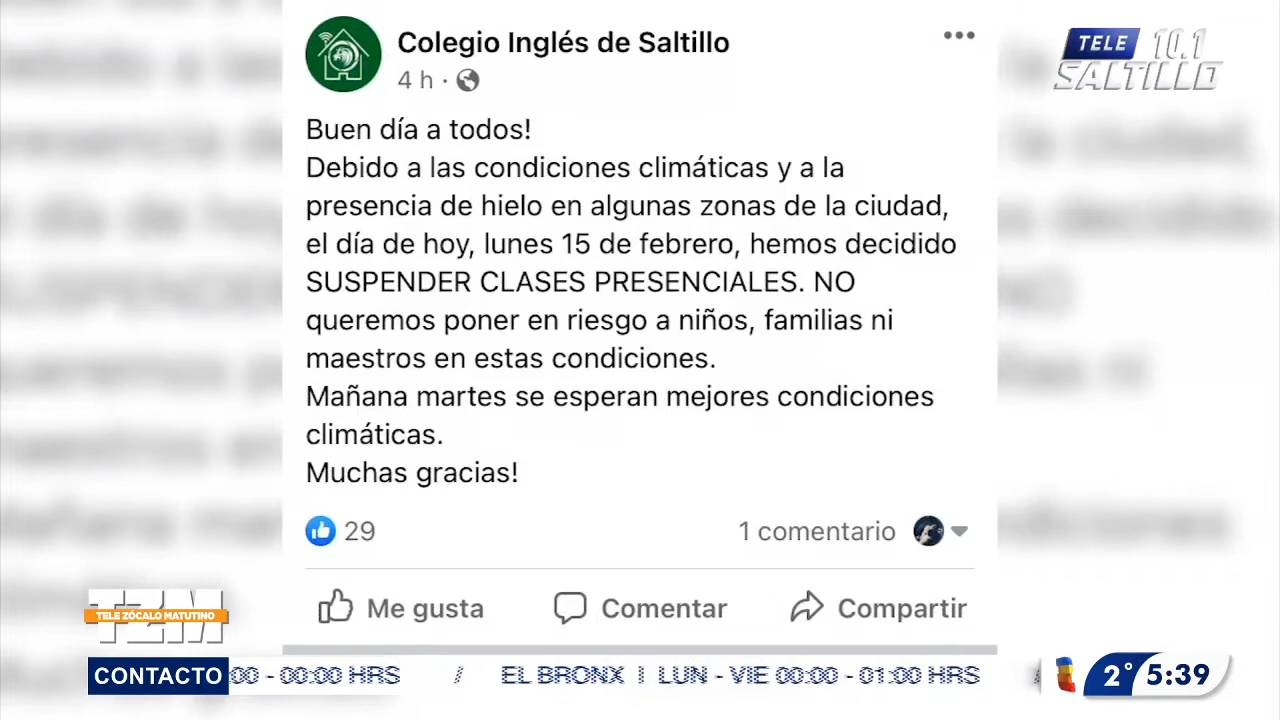 Colegio Inglés de Saltillo
4 h ·
TELE 10.1
SALTILLO
Buen día a todos!
Debido a las condiciones climáticas y a la
presencia de hielo en algunas zonas de la ciudad,
el día de hoy, lunes 15 de febrero, hemos decidido
SUSPENDER CLASES PRESENCIALES. NO
queremos poner en riesgo a niños, familias ni
maestros en estas condiciones.
Mañana martes se esperan mejores condiciones
climáticas.
Muchas gracias!
29
1 comentario
Me gusta
Comentar
Compartir
TZM
TELE ZÓCALO MATUTINO
CONTACTO
00 - 00:00 HRS / EL BRONX | LUN - VIE 00:00 - 01:00 HRS
2° 5:39